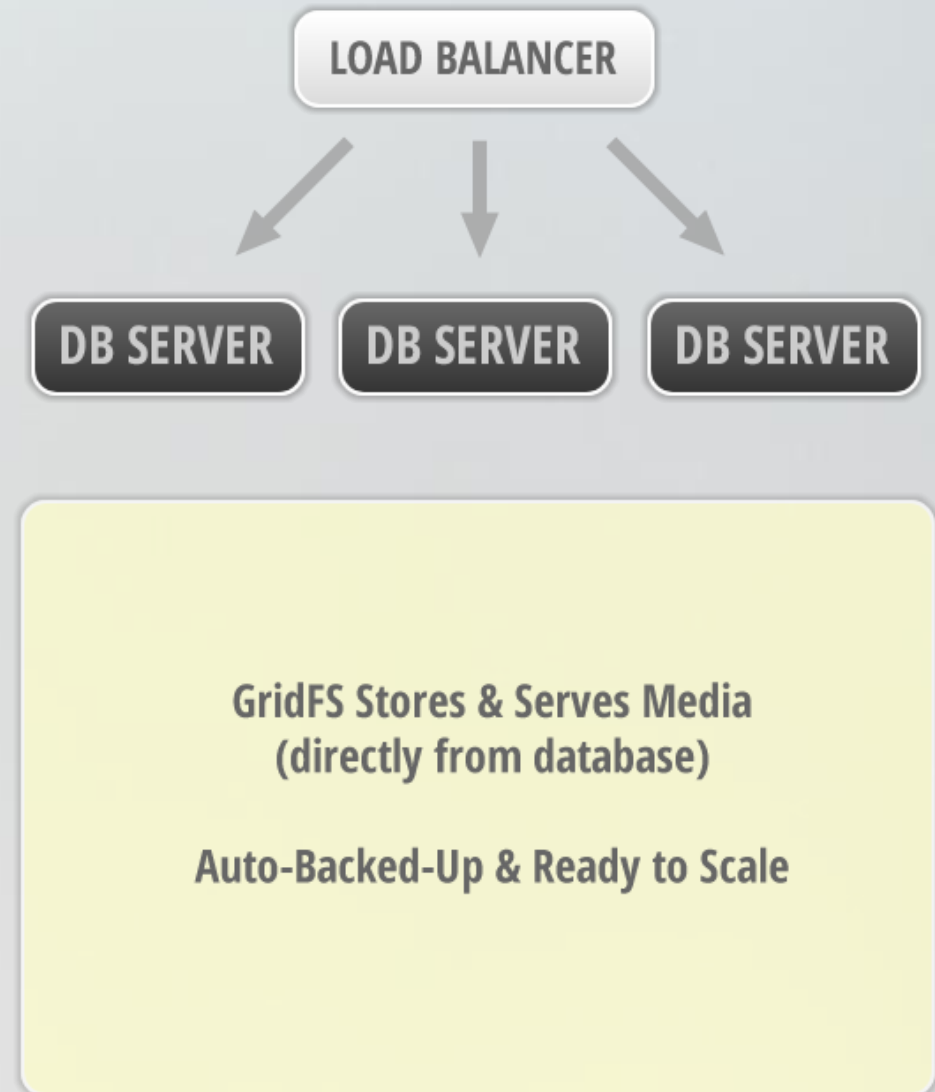 LOAD BALANCER
DB SERVER DB SERVER DB SERVER
GridFS Stores & Serves Media
(directly from database)
Auto-Backed-Up & Ready to Scale